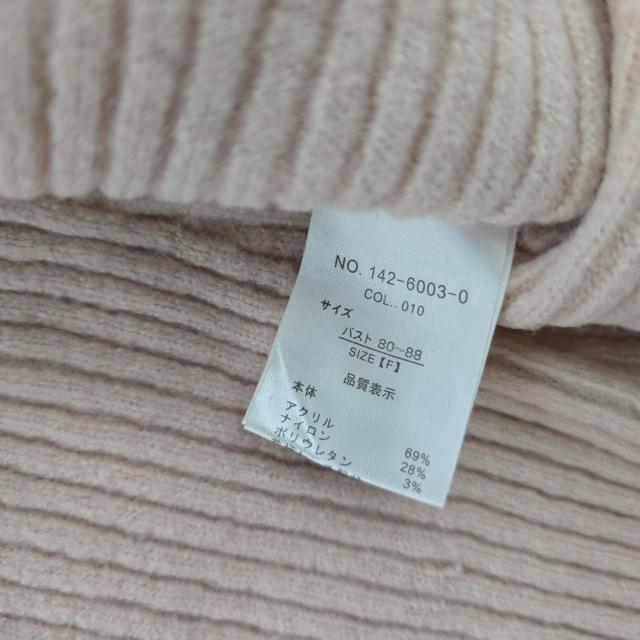 NO. 142-6003-0
COL..010
サイズ
バスト 80~88
SIZE【F】
品質表示
本体
アクリル 69%
ナイロン 28%
ポリウレタン 3%